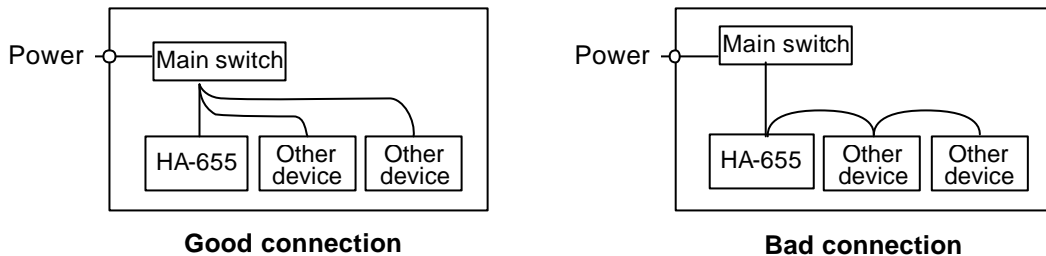 Power
Main switch
HA-655
Other
device
Other
device
Good connection
Power
Main switch
HA-655
Other
device
Other
device
Bad connection